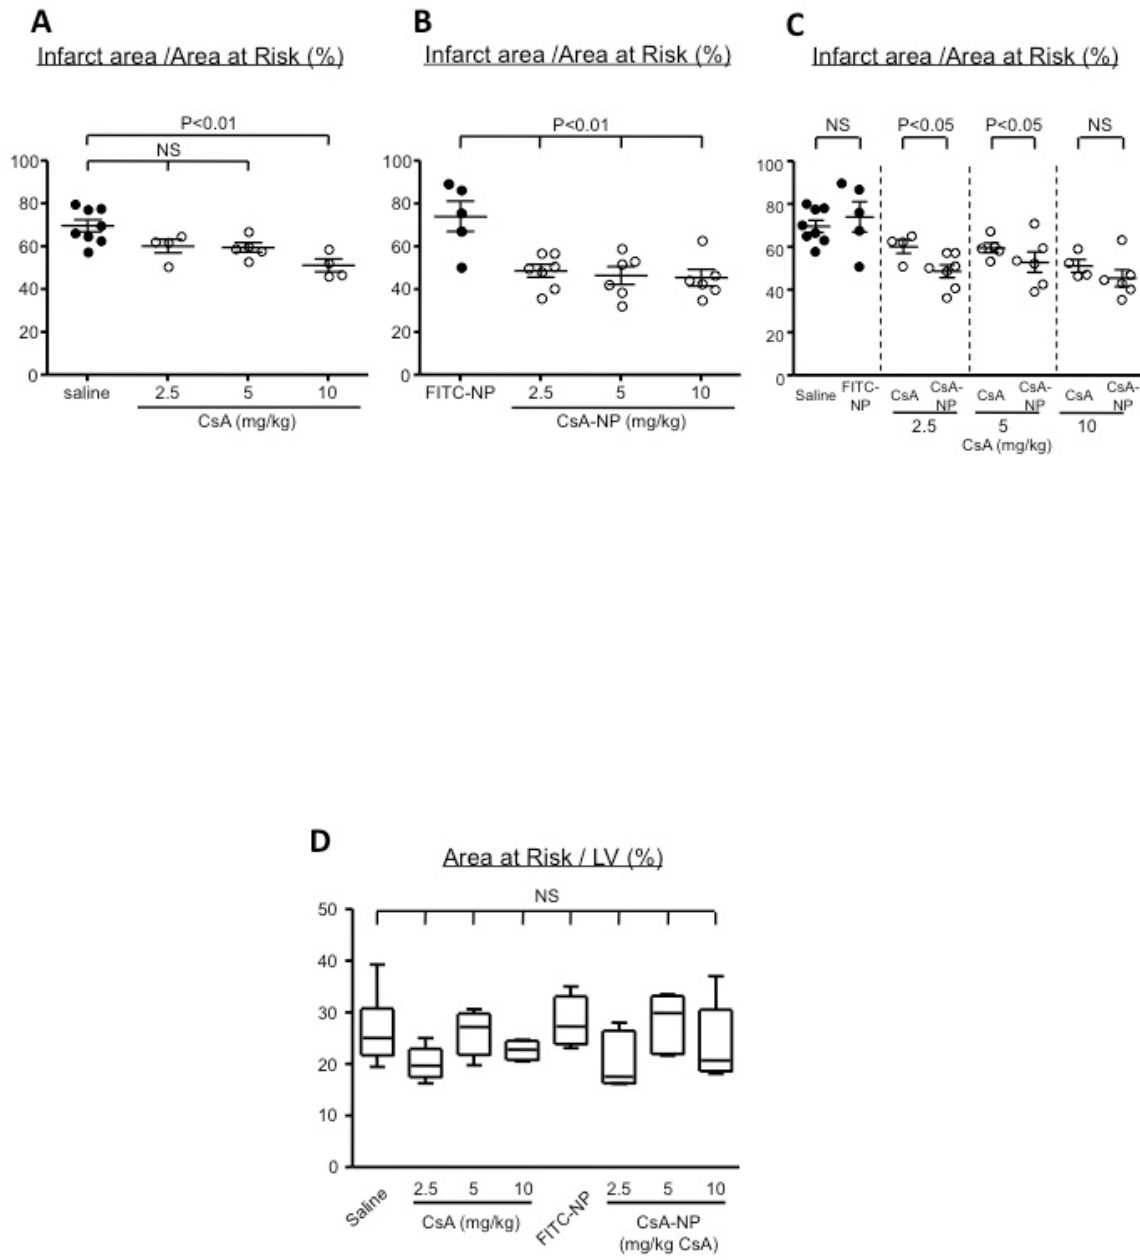 A
Infarct area /Area at Risk (%)
P<0.01
NS
100
80
60
40
20
0
saline
2.5
5
10
CsA (mg/kg)
B
Infarct area /Area at Risk (%)
P<0.01
100
80
60
40
20
0
FITC-NP
2.5
5
10
CsA-NP (mg/kg)
C
Infarct area /Area at Risk (%)
NS
P<0.05
P<0.05
NS
100
80
60
40
20
0
Saline
FITC-
NP
CsA
CsA-
NP
CsA
CsA-
NP
CsA
CsA-
NP
2.5
5
10
CsA (mg/kg)
D
Area at Risk / LV (%)
NS
50
40
30
20
10
0
Saline
2.5
5
10
CsA (mg/kg)
FITC-NP
2.5
5
10
CsA-NP
(mg/kg CsA)